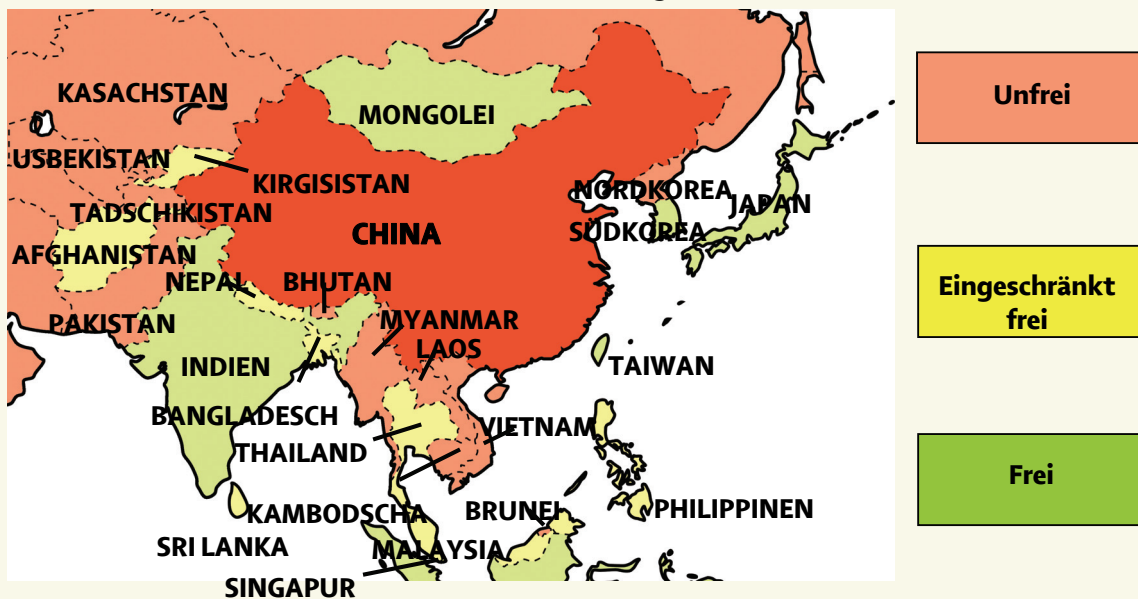 KASACHSTAN
MONGOLEI
USBEKISTAN
KIRGISISTAN
NORDKOREA
JAPAN
TADSCHIKISTAN
CHINA
SÜDKOREA
AFGHANISTAN
NEPAL
BHUTAN
PAKISTAN
MYANMAR
LAOS
INDIEN
TAIWAN
BANGLADESCH
VIETNAM
THAILAND
KAMBODSCHA
BRUNEI
PHILIPPINEN
SRI LANKA
MALAYSIA
SINGAPUR
Unfrei
Eingeschränkt
frei
Frei